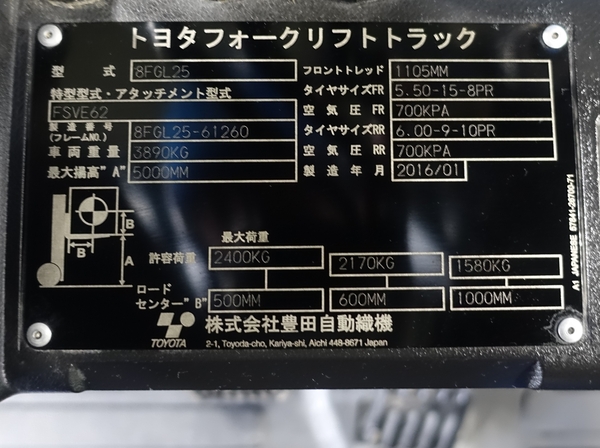 トヨタフォークリフトトラック
型式 8FGL25 フロントトレッド 1105MM
特型型式・アタッチメント型式 タイヤサイズFR 5.50-15-8PR
FSVE62 空気圧FR 700KPA
製造番号(フレームNO.) 8FGL25-61260 タイヤサイズRR 6.00-9-10PR
車両重量 3890KG 空気圧RR 700KPA
最大揚高"A" 5000MM 製造年月 2016/01
B
B A
最大荷重
許容荷重 2400KG 2170KG 1580KG
ロードセンター"B" 500MM 600MM 1000MM
TOYOTA 株式会社豊田自動織機
2-1, Toyoda-cho, Kariya-shi, Aichi 448-8671 Japan